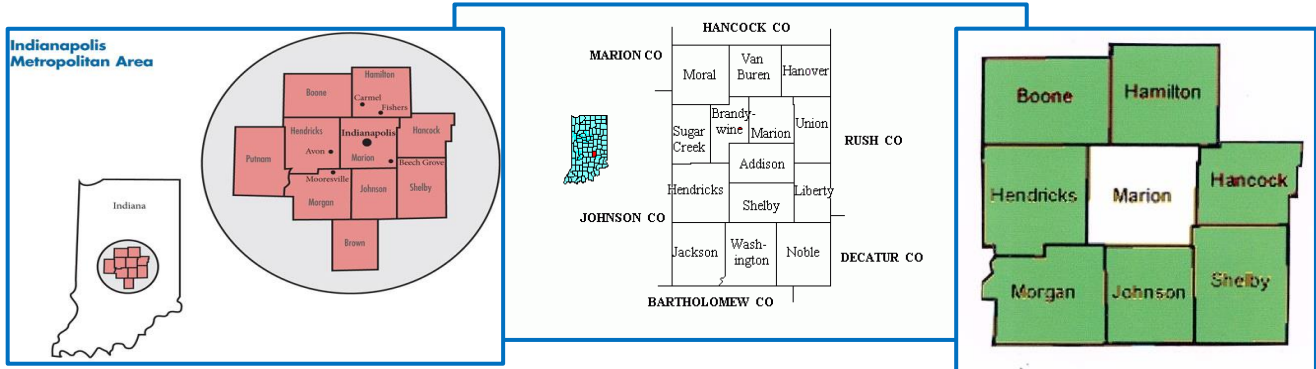 Indianapolis
Metropolitan Area
Hamilton
Boone
Carmel
Fishers
Hendricks
Indianapolis
Hancock
Putnam
Avon
Marion
Beech Grove
Mooresville
Morgan
Johnson
Shelby
Brown
Indiana
HANCOCK CO
MARION CO
Moral
Van
Buren
Hanover
Sugar
Creek
Brandy-
wine
Marion
Union
RUSH CO
Addison
Hendricks
Liberty
Shelby
JOHNSON CO
Jackson
Wash-
ington
Noble
DECATUR CO
BARTHOLOMEW CO
Boone
Hamilton
Hendricks
Marion
Hancock
Morgan
Johnson
Shelby